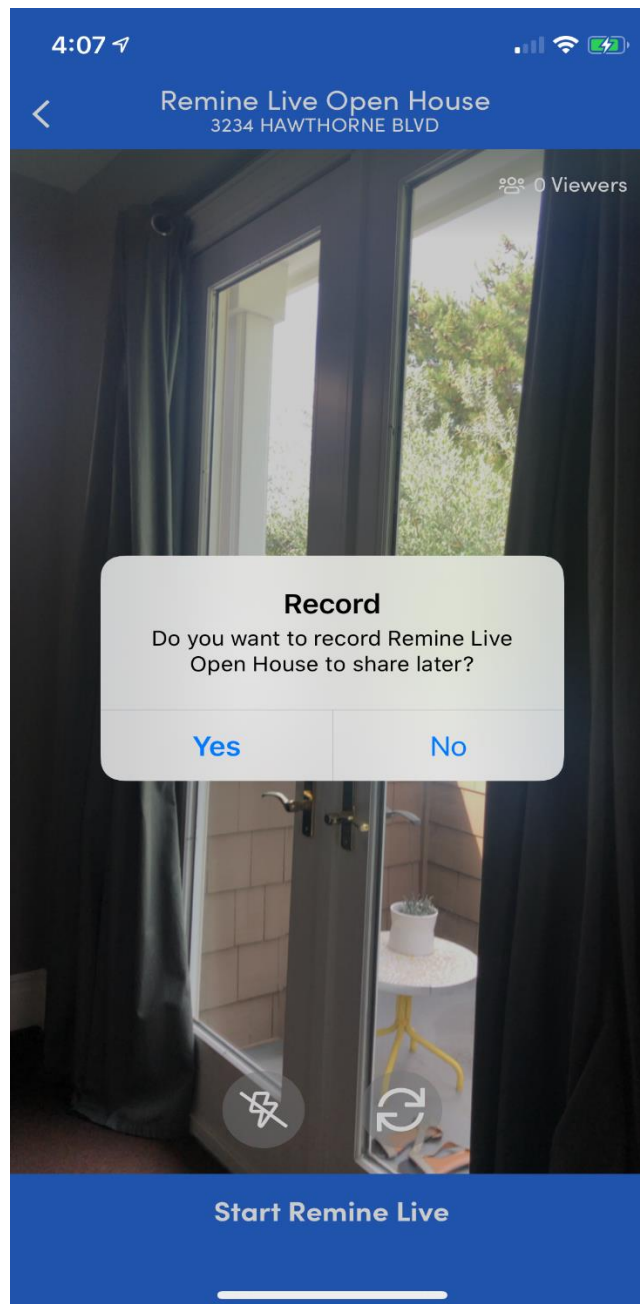 4:07
Remine Live Open House
3234 HAWTHORNE BLVD
0 Viewers
Record
Do you want to record Remine Live
Open House to share later?
Yes
No
Start Remine Live